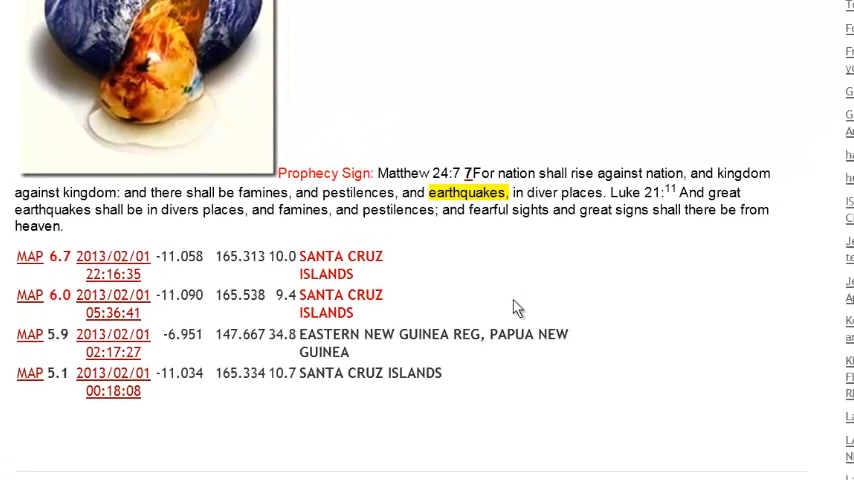 Prophecy Sign: Matthew 24:7 7For nation shall rise against nation, and kingdom
against kingdom: and there shall be famines, and pestilences, and earthquakes, in diver places. Luke 21:11 And great
earthquakes shall be in divers places, and famines, and pestilences; and fearful sights and great signs shall there be from
heaven.
MAP 6.7 2013/02/01 -11.058 165.313 10.0 SANTA CRUZ
22:16:35 ISLANDS
MAP 6.0 2013/02/01 -11.090 165.538 9.4 SANTA CRUZ
05:36:41 ISLANDS
MAP 5.9 2013/02/01 -6.951 147.667 34.8 EASTERN NEW GUINEA REG, PAPUA NEW
02:17:27 GUINEA
MAP 5.1 2013/02/01 -11.034 165.334 10.7 SANTA CRUZ ISLANDS
00:18:08